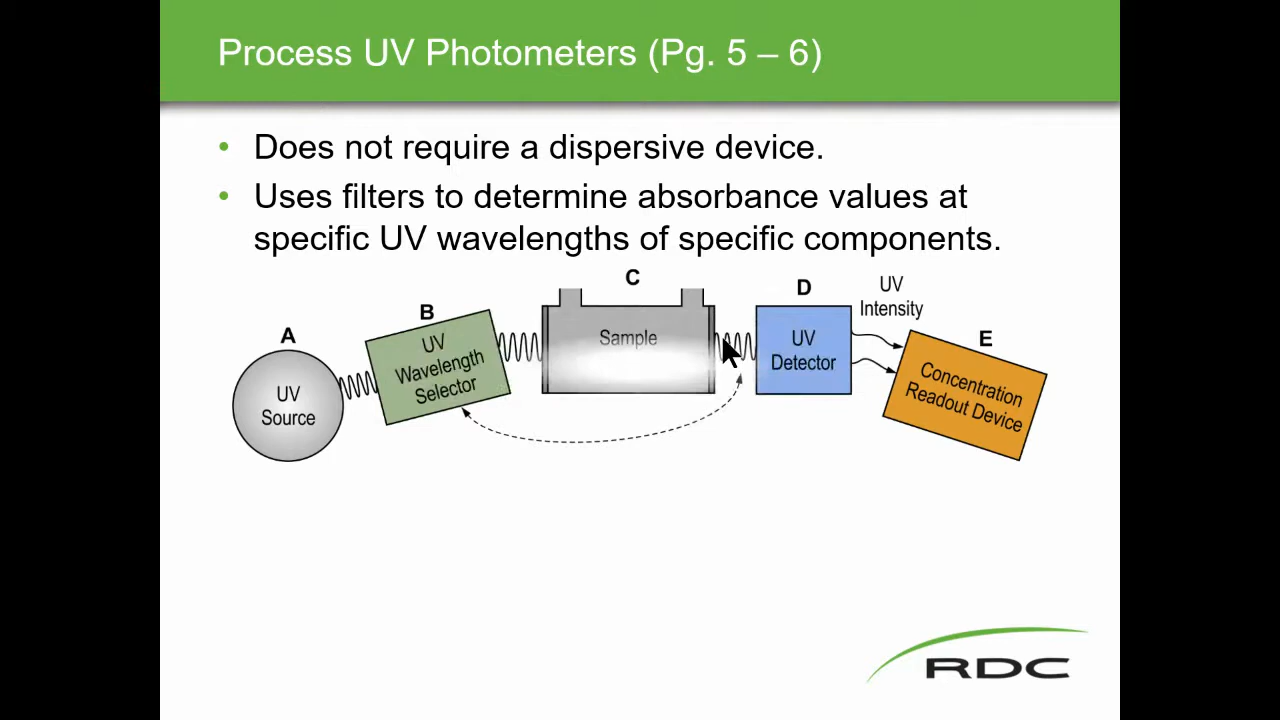 Process UV Photometers (Pg. 5 – 6)
• Does not require a dispersive device.
• Uses filters to determine absorbance values at
specific UV wavelengths of specific components.
A
UV
Source
B
UV
Wavelength
Selector
C
Sample
D
UV
Detector
UV
Intensity
E
Concentration
Readout Device
RDC